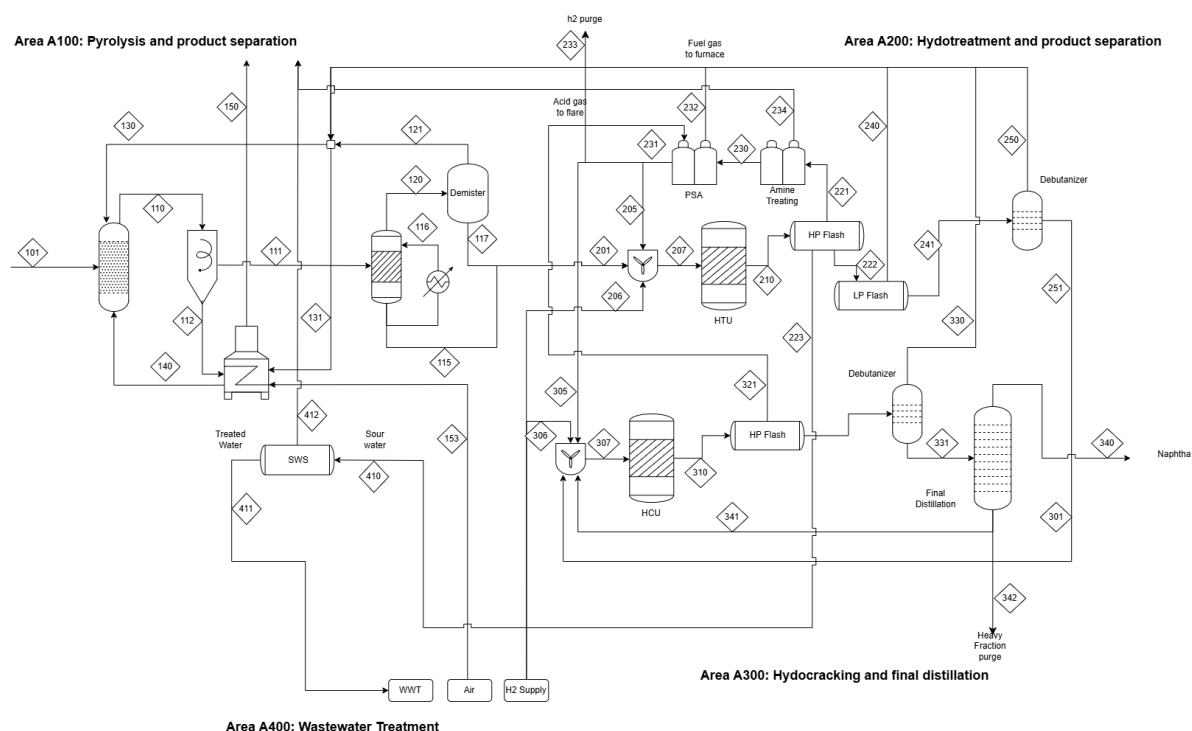 h2 purge
Area A100: Pyrolysis and product separation
233
Fuel gas
to furnace
Area A200: Hydotreatment and product separation
150
232
234
240
Acid gas
to flare
130
121
231
230
250
120
Demister
PSA
Amine
Treating
221
Debutanizer
110
116
205
HP Flash
101
111
117
201
207
241
210
222
206
LP Flash
251
112
131
HTU
330
140
115
223
Debutanizer
321
305
412
153
Treated
Water
Sour
water
306
307
HP Flash
331
340
Naphtha
SWS
410
310
411
HCU
341
Final
Distillation
301
342
Heavy
Fraction
purge
Area A300: Hydocracking and final distillation
WWT
Air
H2 Supply
Area A400: Wastewater Treatment